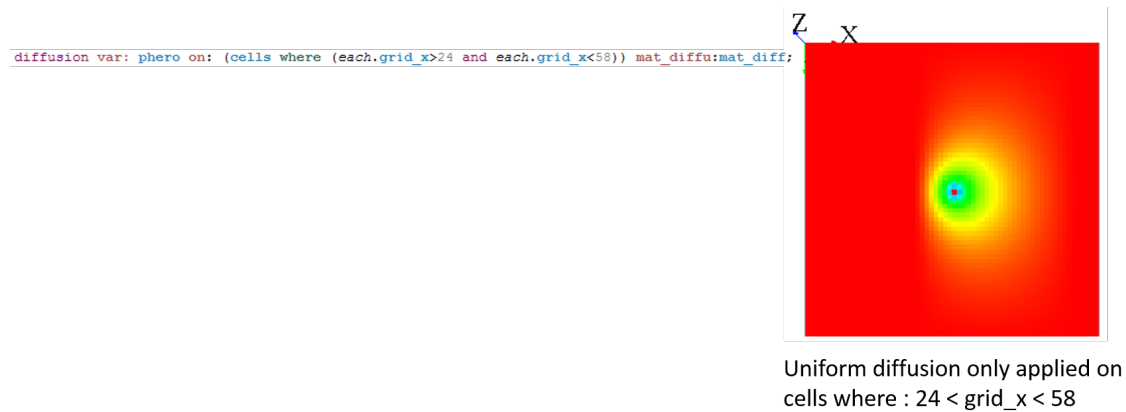 Z
X
diffusion var: phero on: (cells where (each.grid_x>24 and each.grid_x<58)) mat_diffu:mat_diff;
Uniform diffusion only applied on
cells where : 24 < grid_x < 58